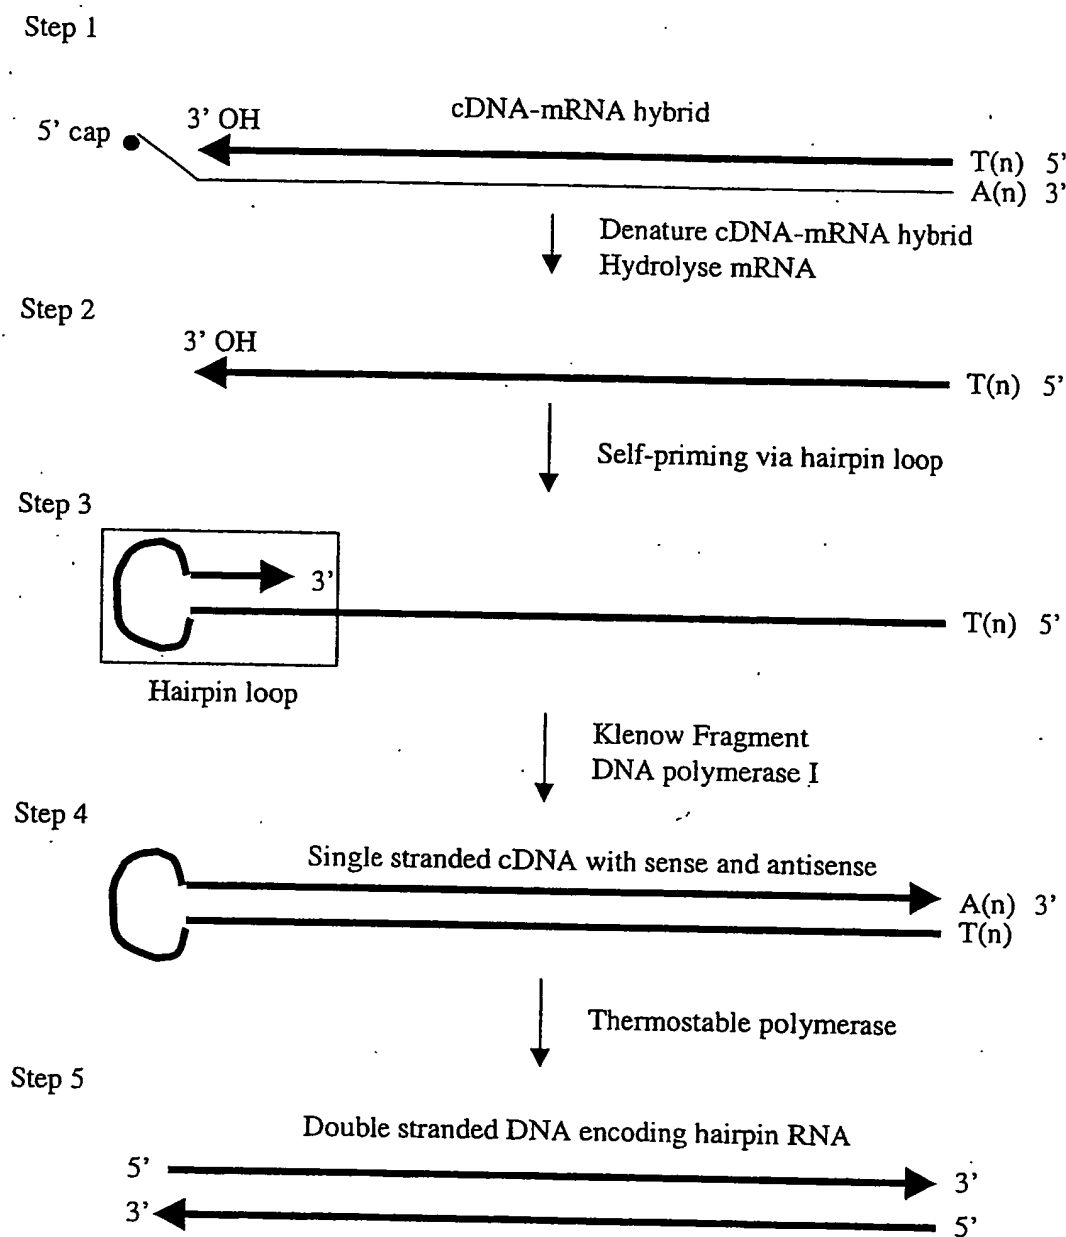 Step 1
cDNA-mRNA hybrid
3' OH
5' cap
T(n) 5'
A(n) 3'
Denature cDNA-mRNA hybrid
Hydrolyse mRNA
Step 2
3' OH
T(n) 5'
Self-priming via hairpin loop
Step 3
3'
T(n) 5'
Hairpin loop
Klenow Fragment
DNA polymerase I
Step 4
Single stranded cDNA with sense and antisense
A(n) 3'
T(n)
Thermostable polymerase
Step 5
Double stranded DNA encoding hairpin RNA
5' 3'
3' 5'